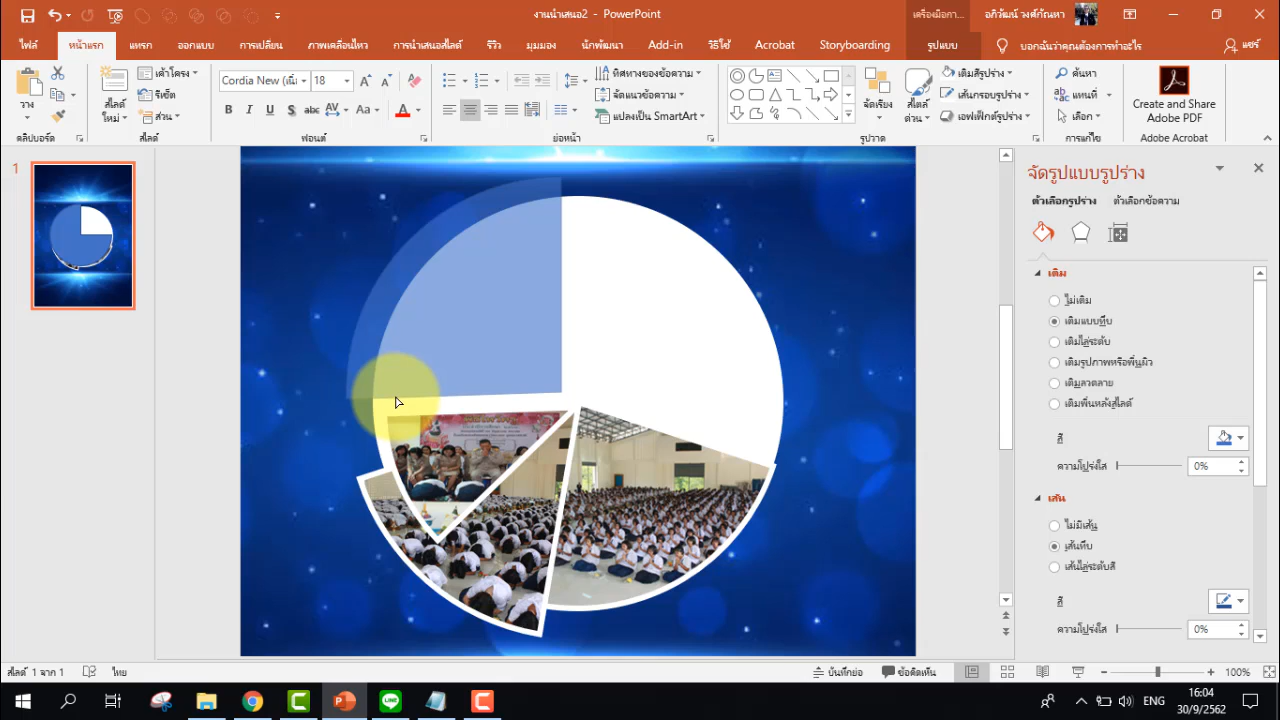 งานนำเสนอ2 - PowerPoint
เครื่องมือกา...
อภิวัฒน์ วงศ์กัณหา
ไฟล์ หน้าแรก แทรก ออกแบบ การเปลี่ยน ภาพเคลื่อนไหว การนำเสนอสไลด์ รีวิว มุมมอง นักพัฒนา Add-in วิธีใช้ Acrobat Storyboarding รูปแบบ บอกฉันว่าคุณต้องการทำอะไร แชร์
วาง
สไลด์ใหม่
เค้าโครง
รีเซ็ต
ส่วน
Cordia New (เนื้ 18
B I U S abc AV Aa A
ทิศทางของข้อความ
จัดแนวข้อความ
แปลงเป็น SmartArt
จัดเรียง
สไตล์ด่วน
เติมสีรูปร่าง
เส้นกรอบรูปร่าง
เอฟเฟ็กต์รูปร่าง
ค้นหา
แทนที่
เลือก
Create and Share Adobe PDF
คลิปบอร์ด สไลด์ ฟอนต์ ย่อหน้า รูปวาด การแก้ไข Adobe Acrobat
1
จัดรูปแบบรูปร่าง
ตัวเลือกรูปร่าง ตัวเลือกข้อความ
เติม
ไม่เติม
เติมแบบทึบ
เติมไล่ระดับ
เติมรูปภาพหรือพื้นผิว
เติมลวดลาย
เติมพื้นหลังสไลด์
สี
ความโปร่งใส 0%
เส้น
ไม่มีเส้น
เส้นทึบ
เส้นไล่ระดับสี
สี
ความโปร่งใส 0%
สไลด์ 1 จาก 1 ไทย บันทึกย่อ ข้อคิดเห็น 100%
ENG
16:04
30/9/2562